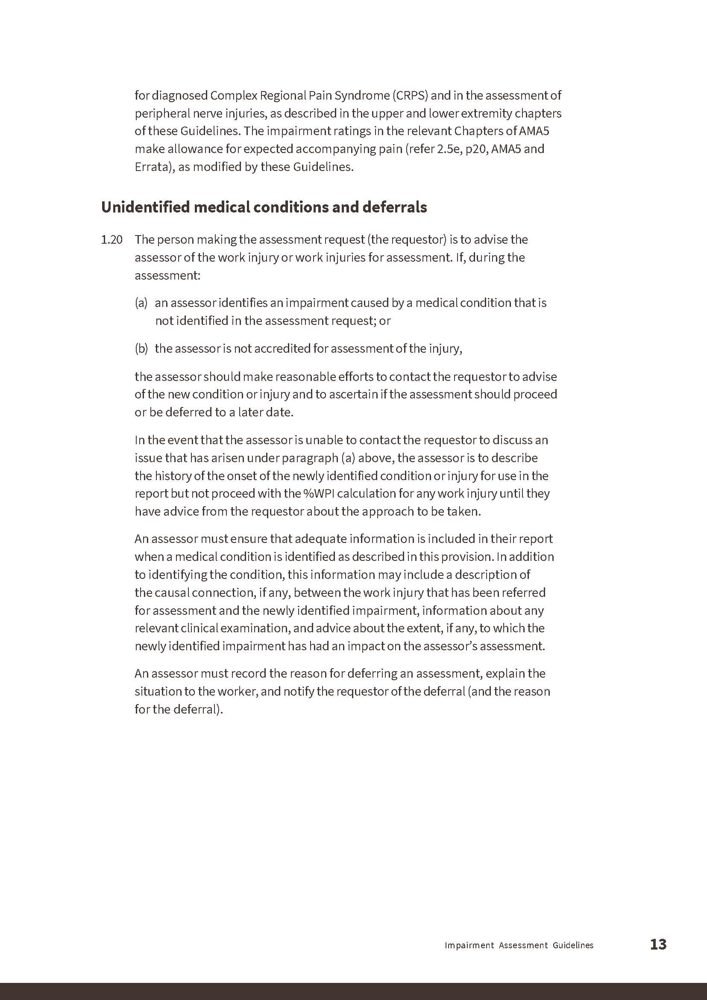 for diagnosed Complex Regional Pain Syndrome (CRPS) and in the assessment of
peripheral nerve injuries, as described in the upper and lower extremity chapters
of these Guidelines. The impairment ratings in the relevant Chapters of AMA5
make allowance for expected accompanying pain (refer 2.5e, p20, AMA5 and
Errata), as modified by these Guidelines.
Unidentified medical conditions and deferrals
1.20 The person making the assessment request (the requestor) is to advise the
assessor of the work injury or work injuries for assessment. If, during the
assessment:
(a) an assessor identifies an impairment caused by a medical condition that is
not identified in the assessment request; or
(b) the assessor is not accredited for assessment of the injury,
the assessor should make reasonable efforts to contact the requestor to advise
of the new condition or injury and to ascertain if the assessment should proceed
or be deferred to a later date.
In the event that the assessor is unable to contact the requestor to discuss an
issue that has arisen under paragraph (a) above, the assessor is to describe
the history of the onset of the newly identified condition or injury for use in the
report but not proceed with the %WPI calculation for any work injury until they
have advice from the requestor about the approach to be taken.
An assessor must ensure that adequate information is included in their report
when a medical condition is identified as described in this provision. In addition
to identifying the condition, this information may include a description of
the causal connection, if any, between the work injury that has been referred
for assessment and the newly identified impairment, information about any
relevant clinical examination, and advice about the extent, if any, to which the
newly identified impairment has had an impact on the assessor’s assessment.
An assessor must record the reason for deferring an assessment, explain the
situation to the worker, and notify the requestor of the deferral (and the reason
for the deferral).
Impairment Assessment Guidelines 13